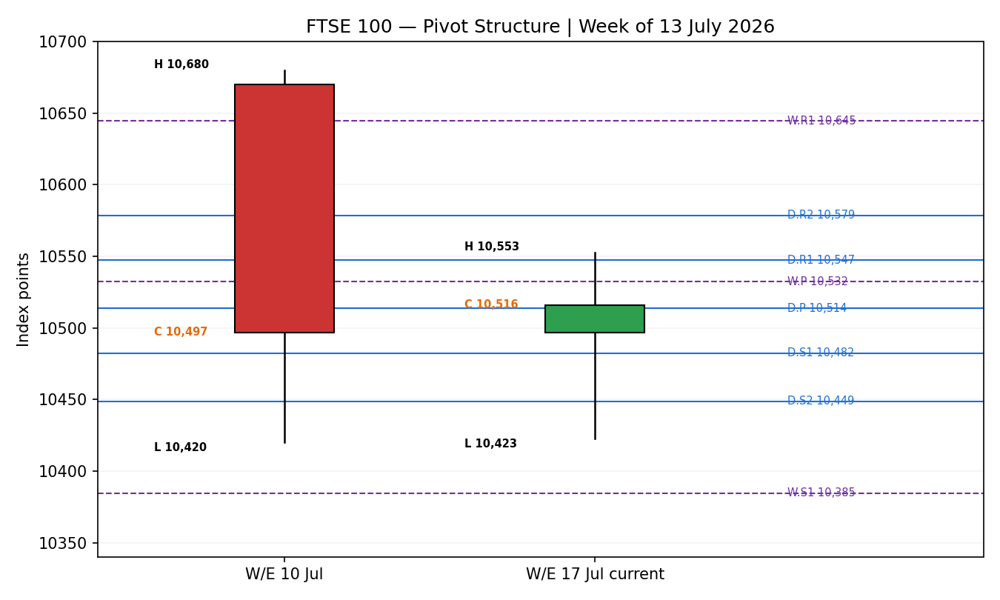 FTSE 100 — Pivot Structure | Week of 13 July 2026
Index points
10700
10650
10600
10550
10500
10450
10400
10350
H 10,680
C 10,497
L 10,420
H 10,553
C 10,516
L 10,423
W.R1 10,645
D.R2 10,579
D.R1 10,547
W.P 10,532
D.P 10,514
D.S1 10,482
D.S2 10,449
W.S1 10,385
W/E 10 Jul
W/E 17 Jul current